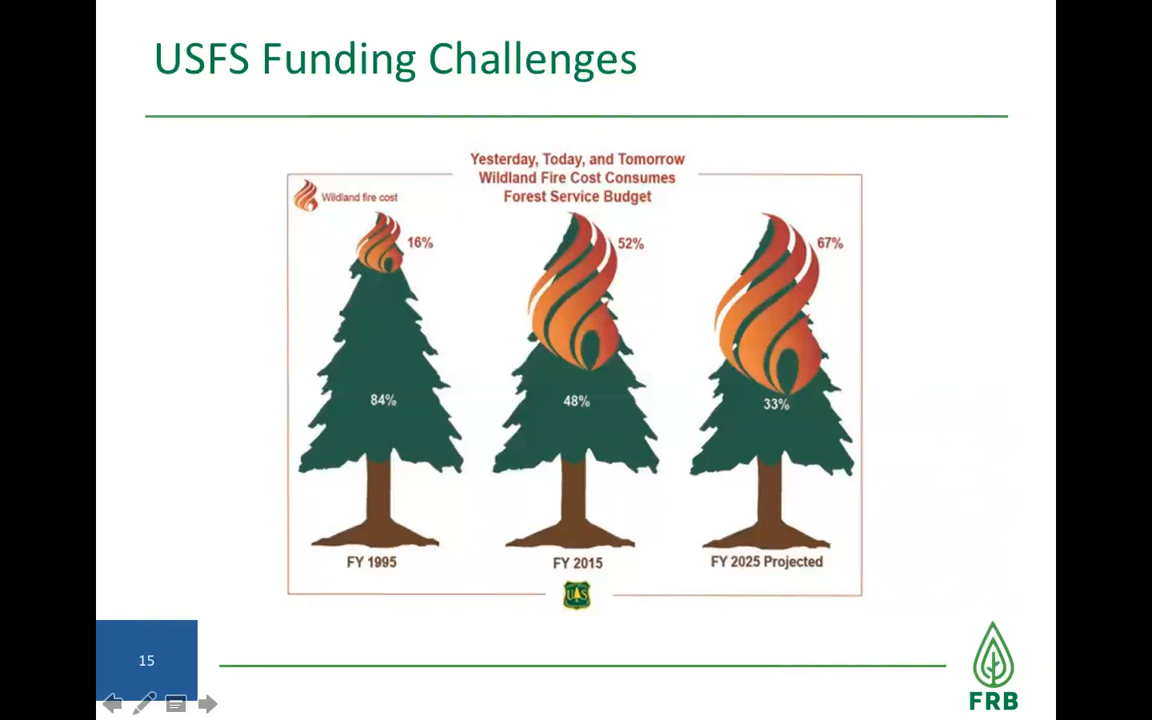 USFS Funding Challenges
Yesterday, Today, and Tomorrow
Wildland Fire Cost Consumes
Forest Service Budget
Wildland fire cost
16%
52%
67%
84%
48%
33%
FY 1995
FY 2015
FY 2025 Projected
U S
15
FRB